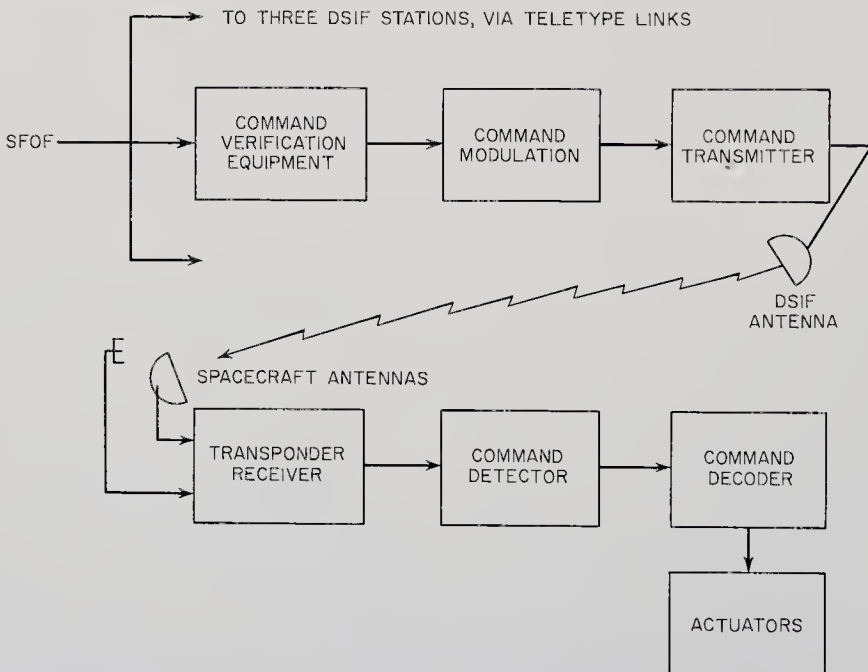 TO THREE DSIF STATIONS, VIA TELETYPE LINKS
SFOF
COMMAND
VERIFICATION
EQUIPMENT
COMMAND
MODULATION
COMMAND
TRANSMITTER
DSIF
ANTENNA
SPACECRAFT ANTENNAS
TRANSPONDER
RECEIVER
COMMAND
DETECTOR
COMMAND
DECODER
ACTUATORS